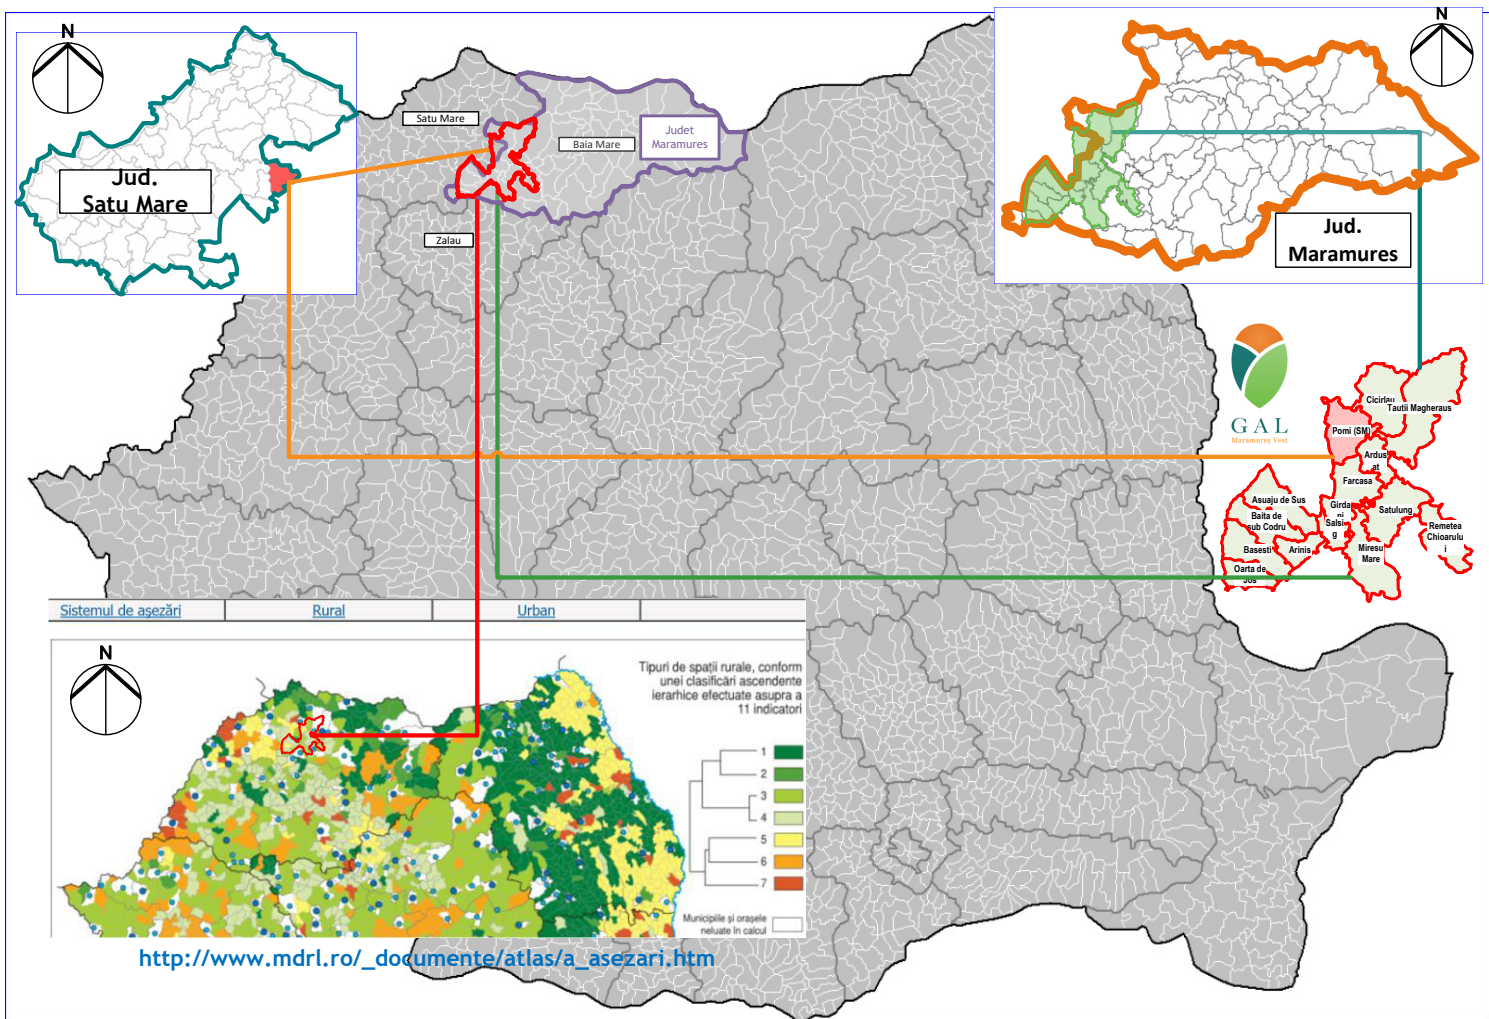 N
Jud.
Satu Mare
Satu Mare
Baia Mare
Judet
Maramures
Zalau
N
Jud.
Maramures
GAL
Maramureș Vest
Cicirlau
Tautii Magheraus
Pomi (SM)
Ardus
at
Farcasa
Asuaju de Sus
Girda
ni
Satulung
Baita de
sub Codru
Salsi
g
Remetea
Chioarulu
i
Basesti
Arinis
Miresu
Mare
Oarta de
Jos
Sistemul de așezări
Rural
Urban
N
Tipuri de spații rurale, conform
unei clasificări ascendente
ierarhice efectuate asupra a
11 indicatori
1
2
3
4
5
6
7
Municipiile și orașele
neluate în calcul
http://www.mdrl.ro/_documente/atlas/a_asezari.htm